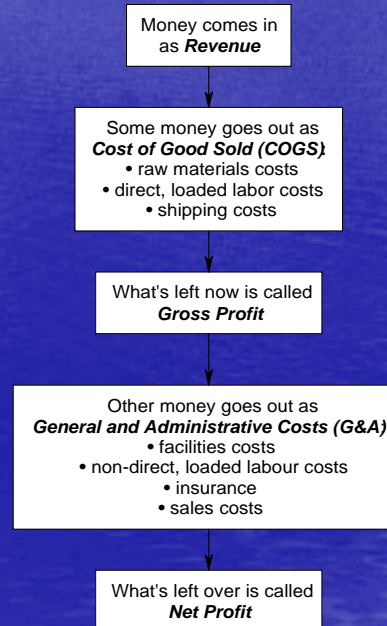 Money comes in
as Revenue
Some money goes out as
Cost of Good Sold (COGS):
• raw materials costs
• direct, loaded labor costs
• shipping costs
What's left now is called
Gross Profit
Other money goes out as
General and Administrative Costs (G&A)
• facilities costs
• non-direct, loaded labour costs
• insurance
• sales costs
What's left over is called
Net Profit